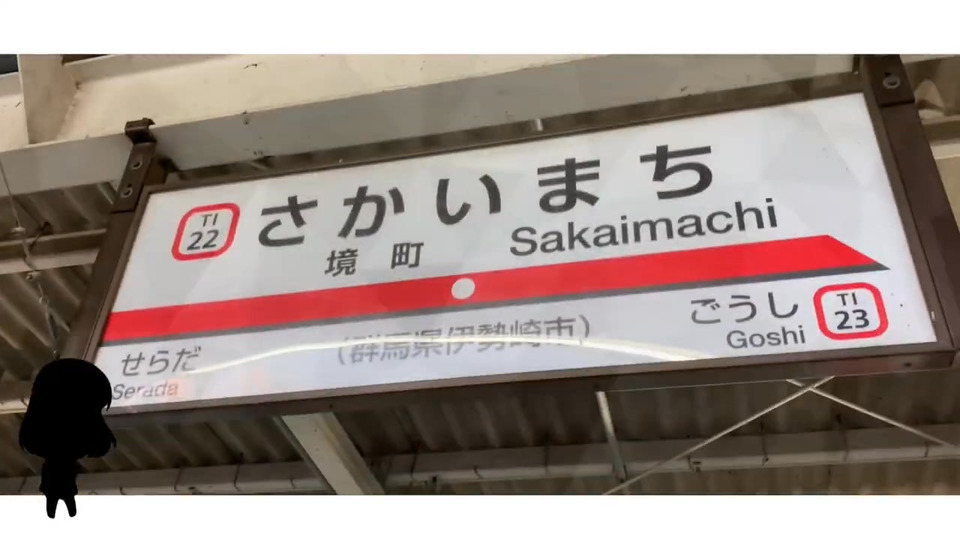 TI
22
さかいまち
境町
Sakaimachi
せらだ
Serada
(群馬県伊勢崎市)
ごうし
Goshi
TI
23